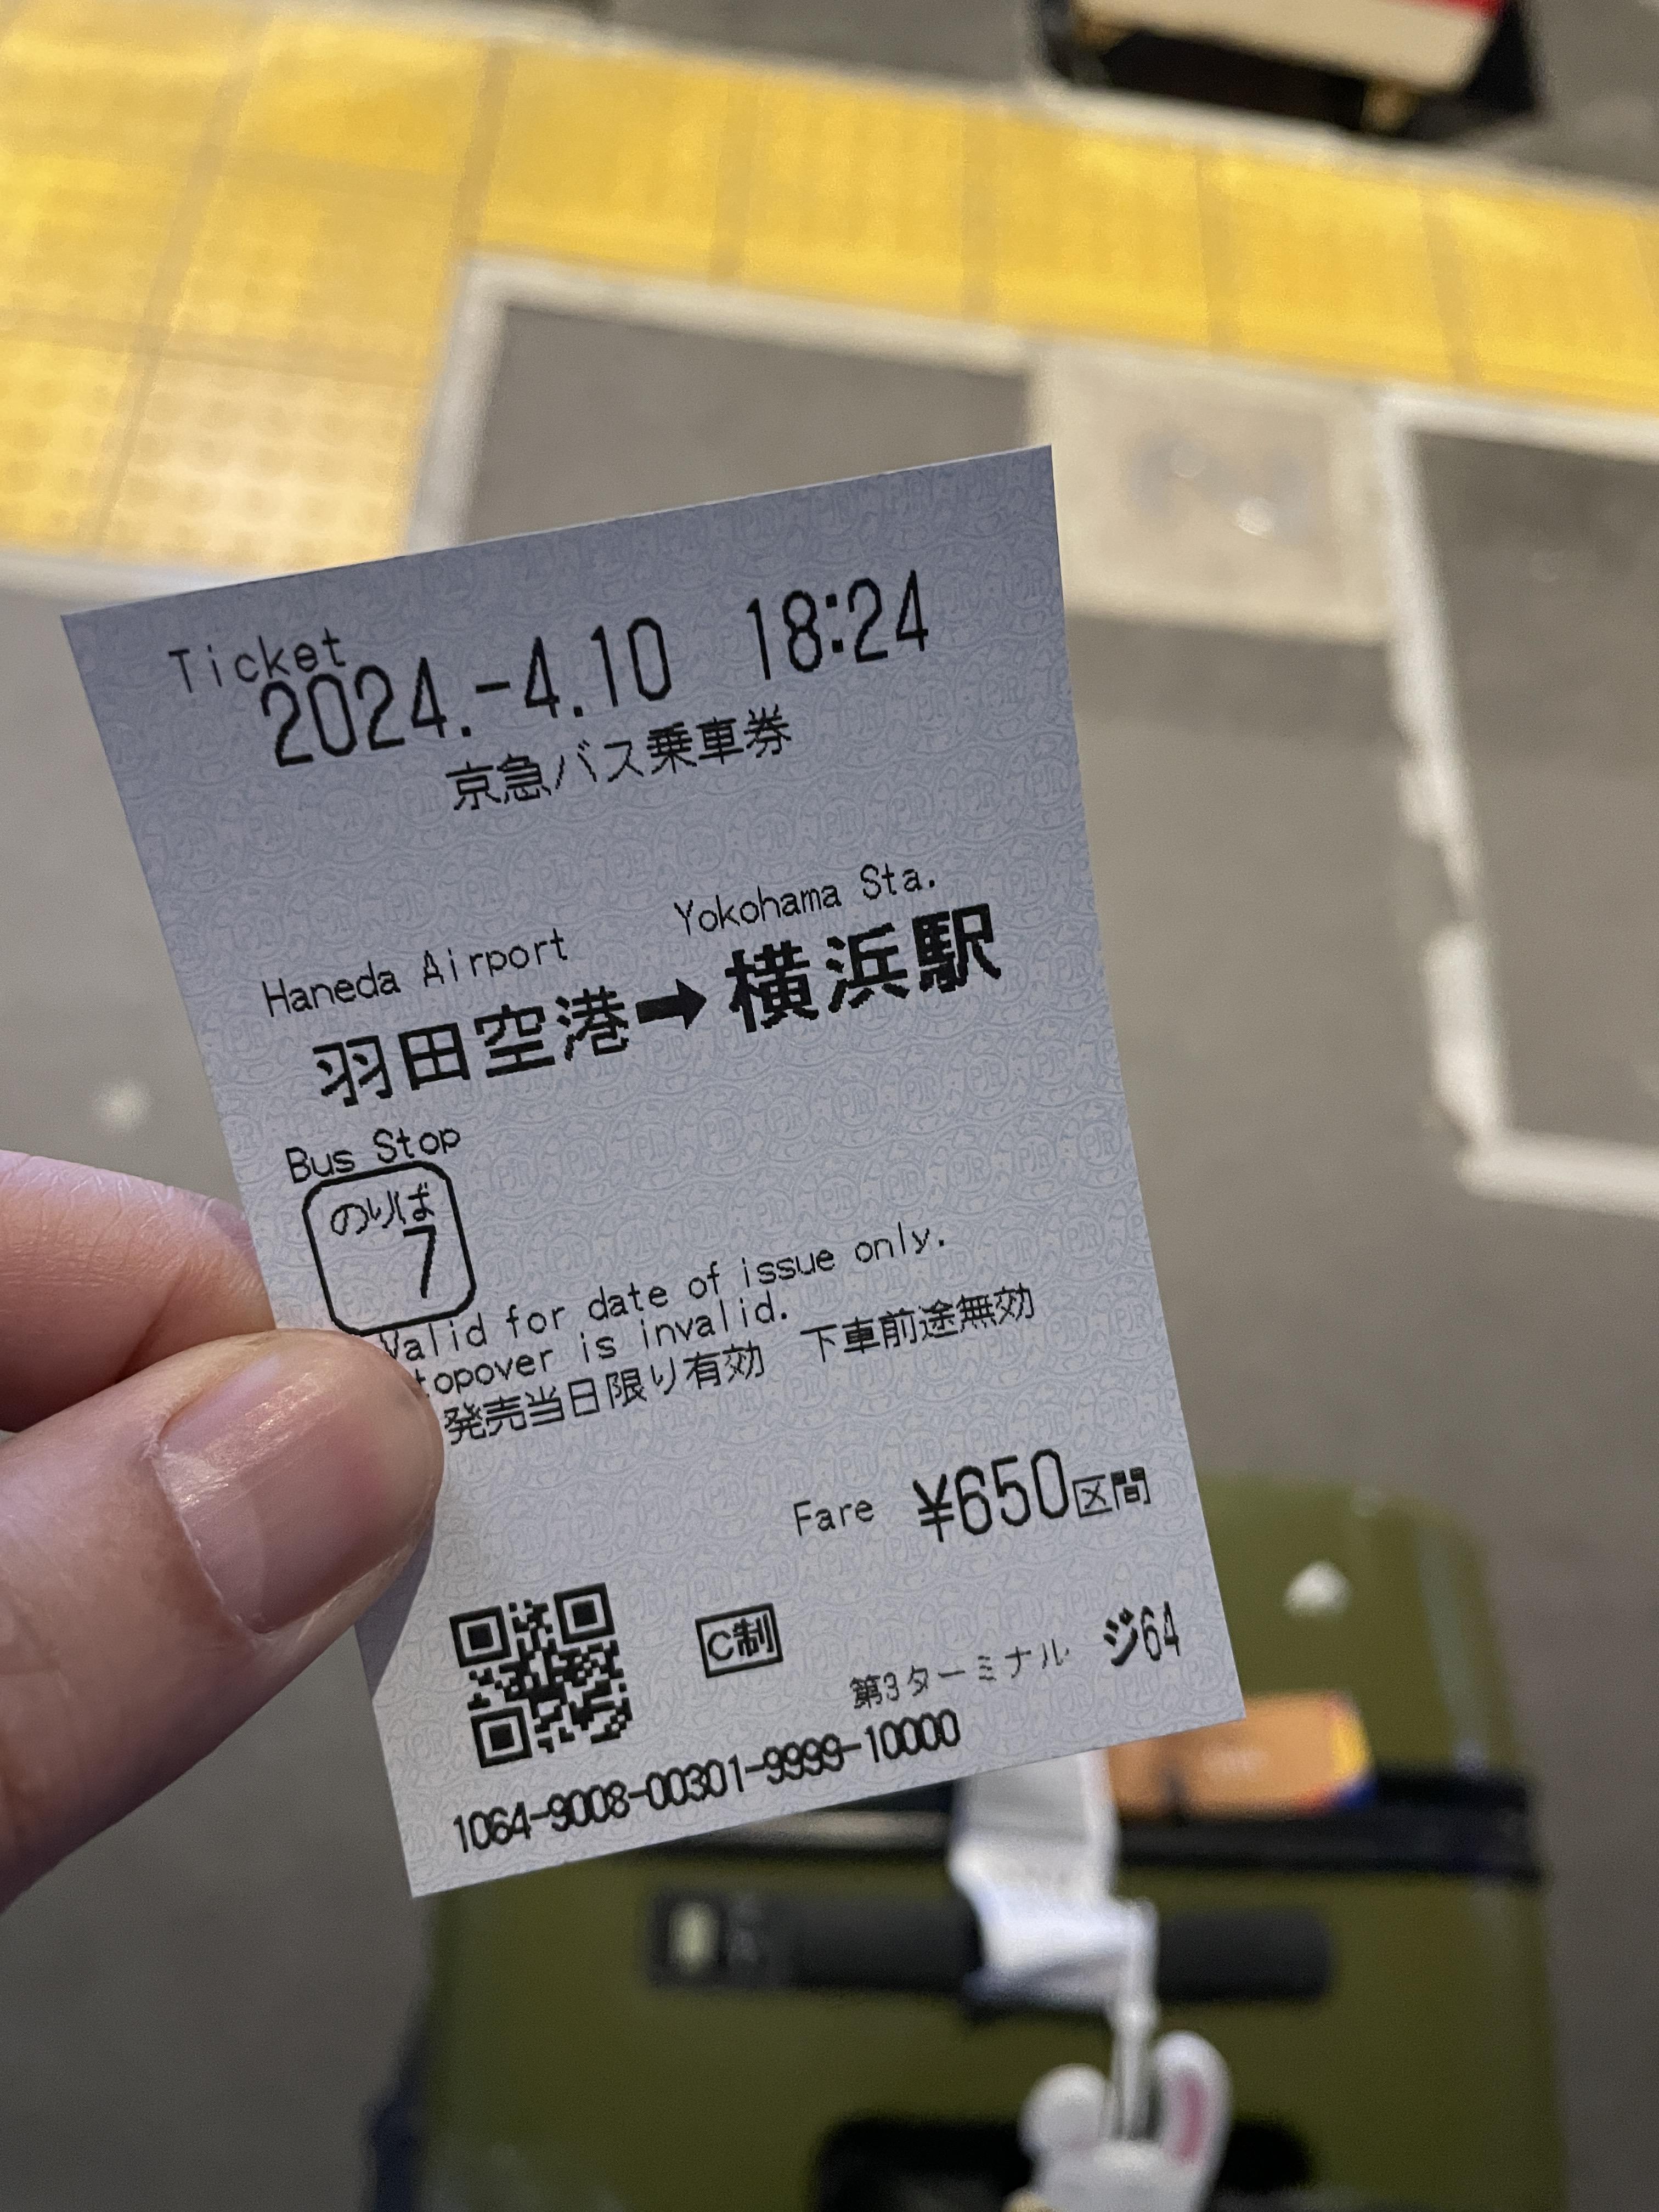 Ticket
2024.-4.10 18:24
京急バス乗車券
Haneda Airport Yokohama Sta.
羽田空港➡横浜駅
Bus Stop
のりば
7
Valid for date of issue only.
topover is invalid.
発売当日限り有効 下車前途無効
Fare ¥650区間
C制
第3ターミナル ジ64
1064-9008-00301-9999-10000